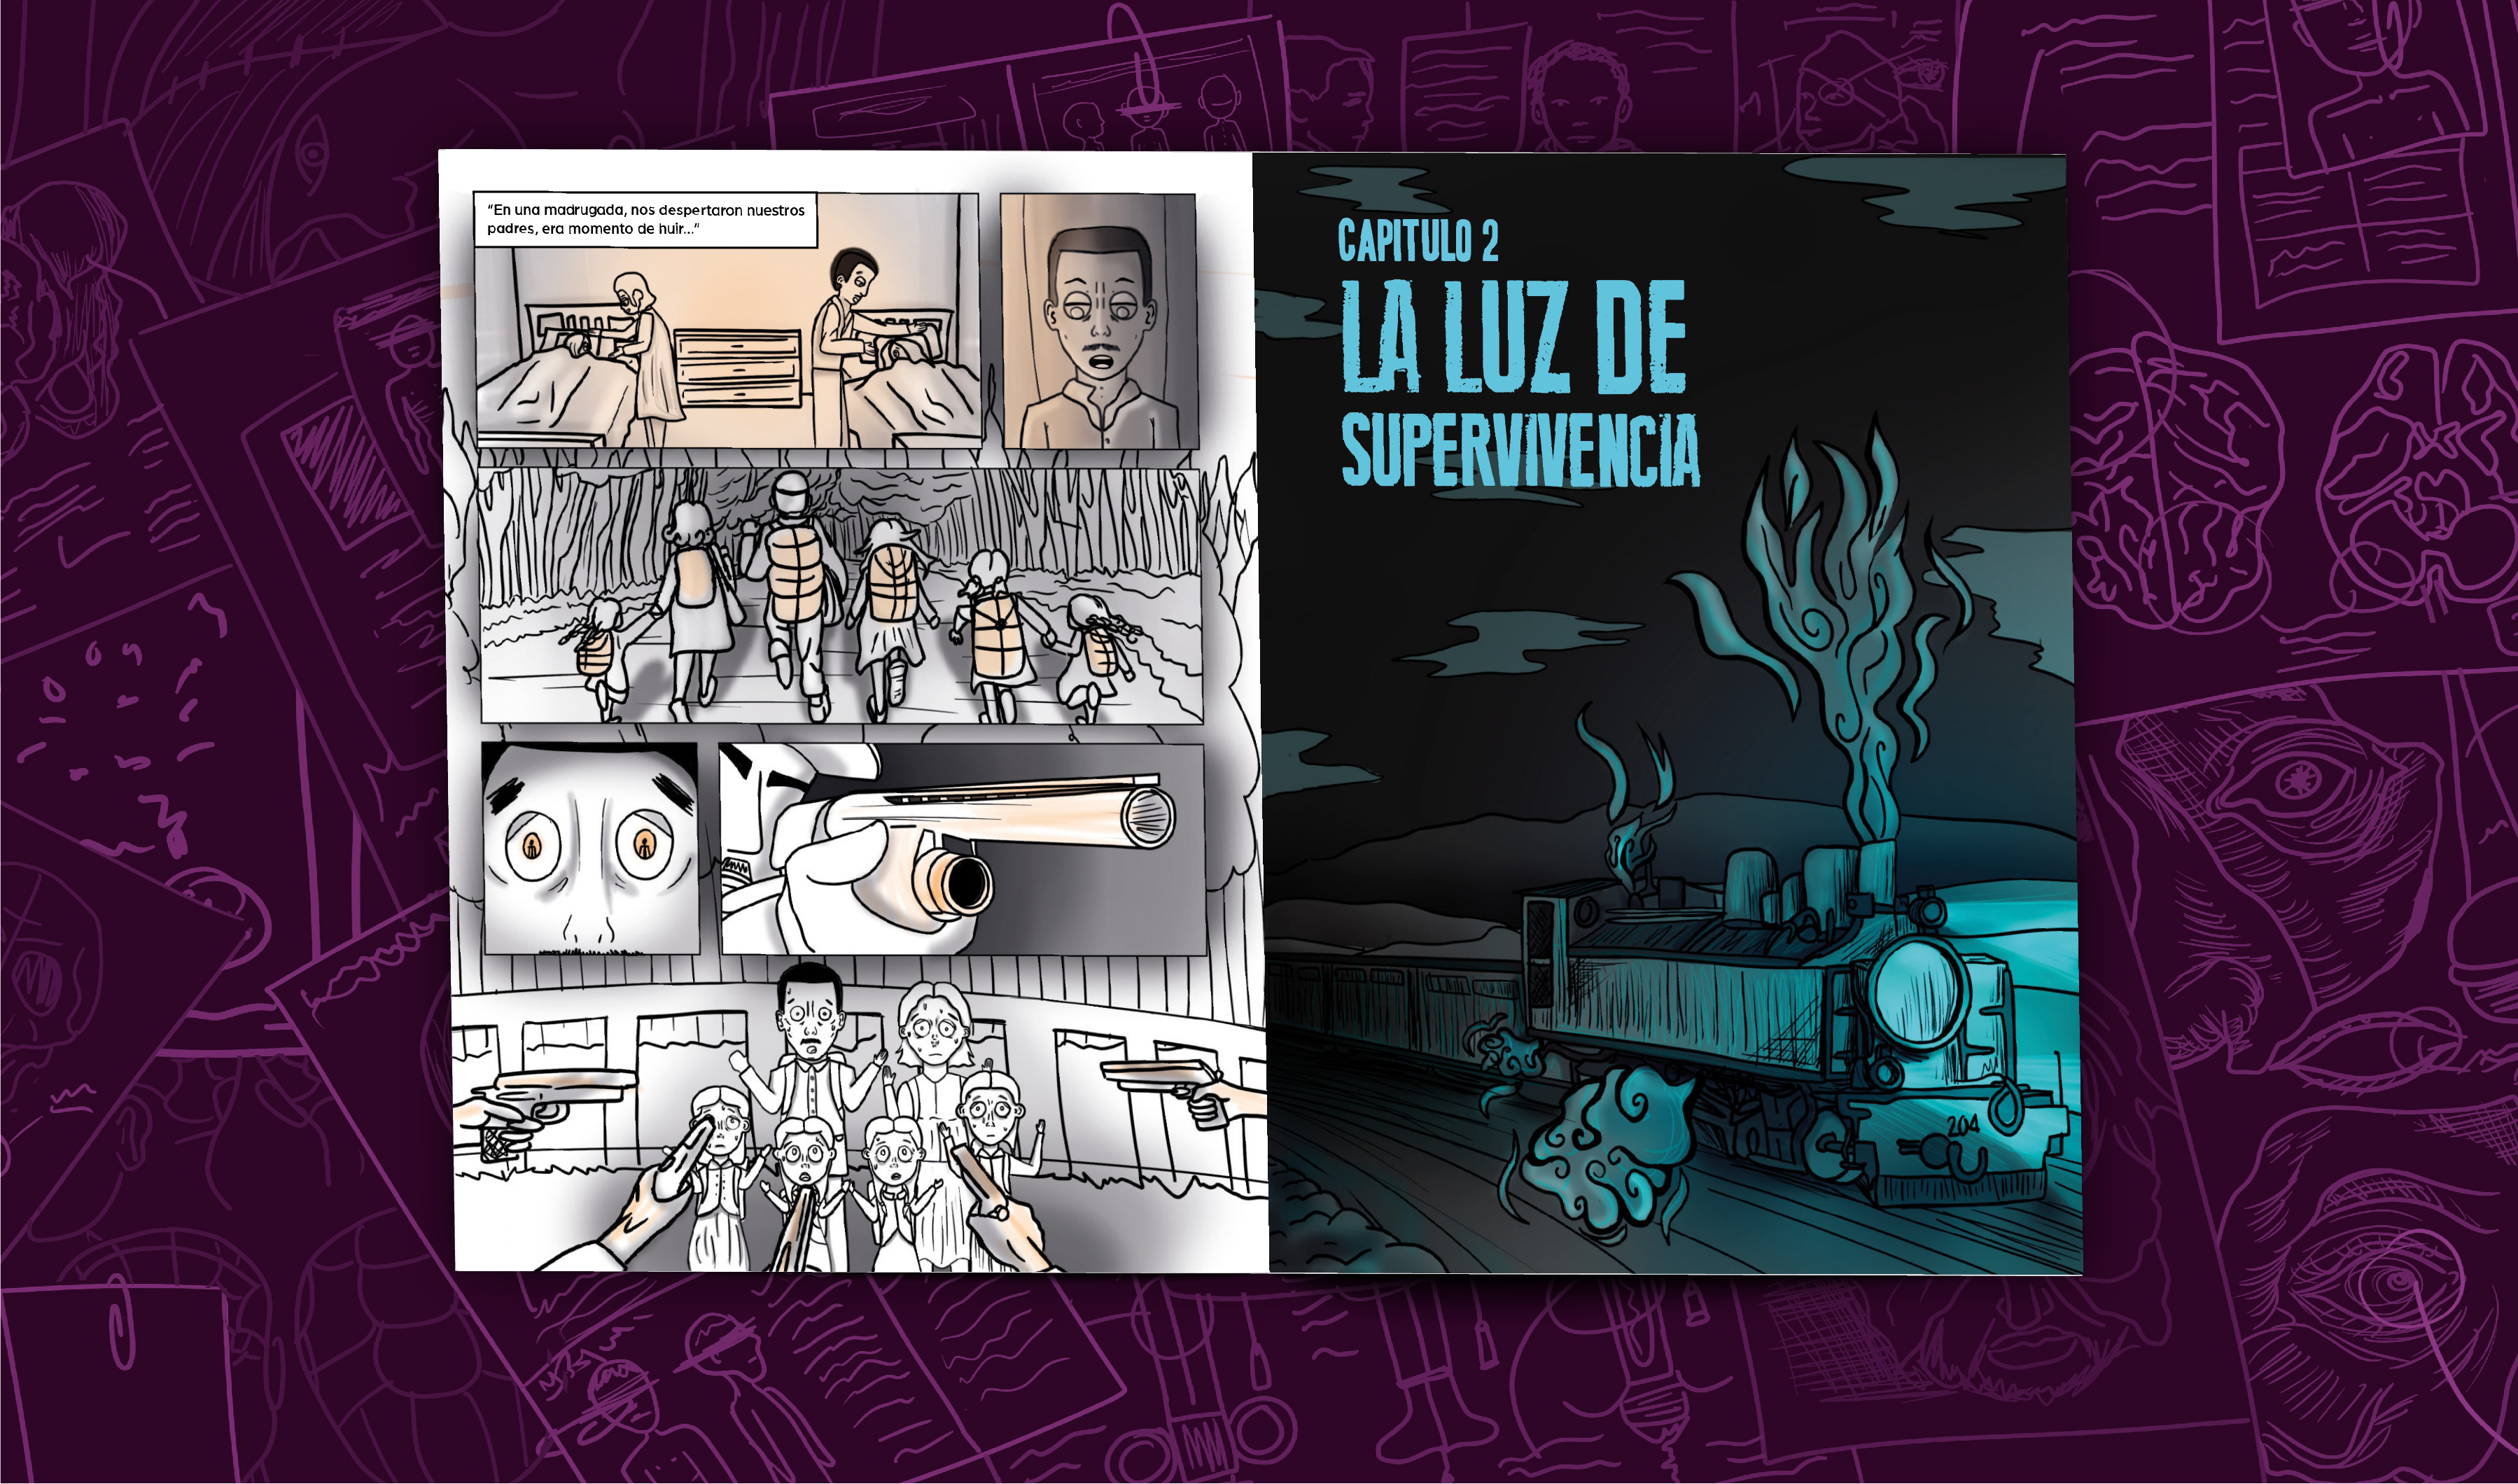 “En una madrugada, nos despertaron nuestros
padres, era momento de huir...”
CAPITULO 2
LA LUZ DE
SUPERVIVENCIA
204